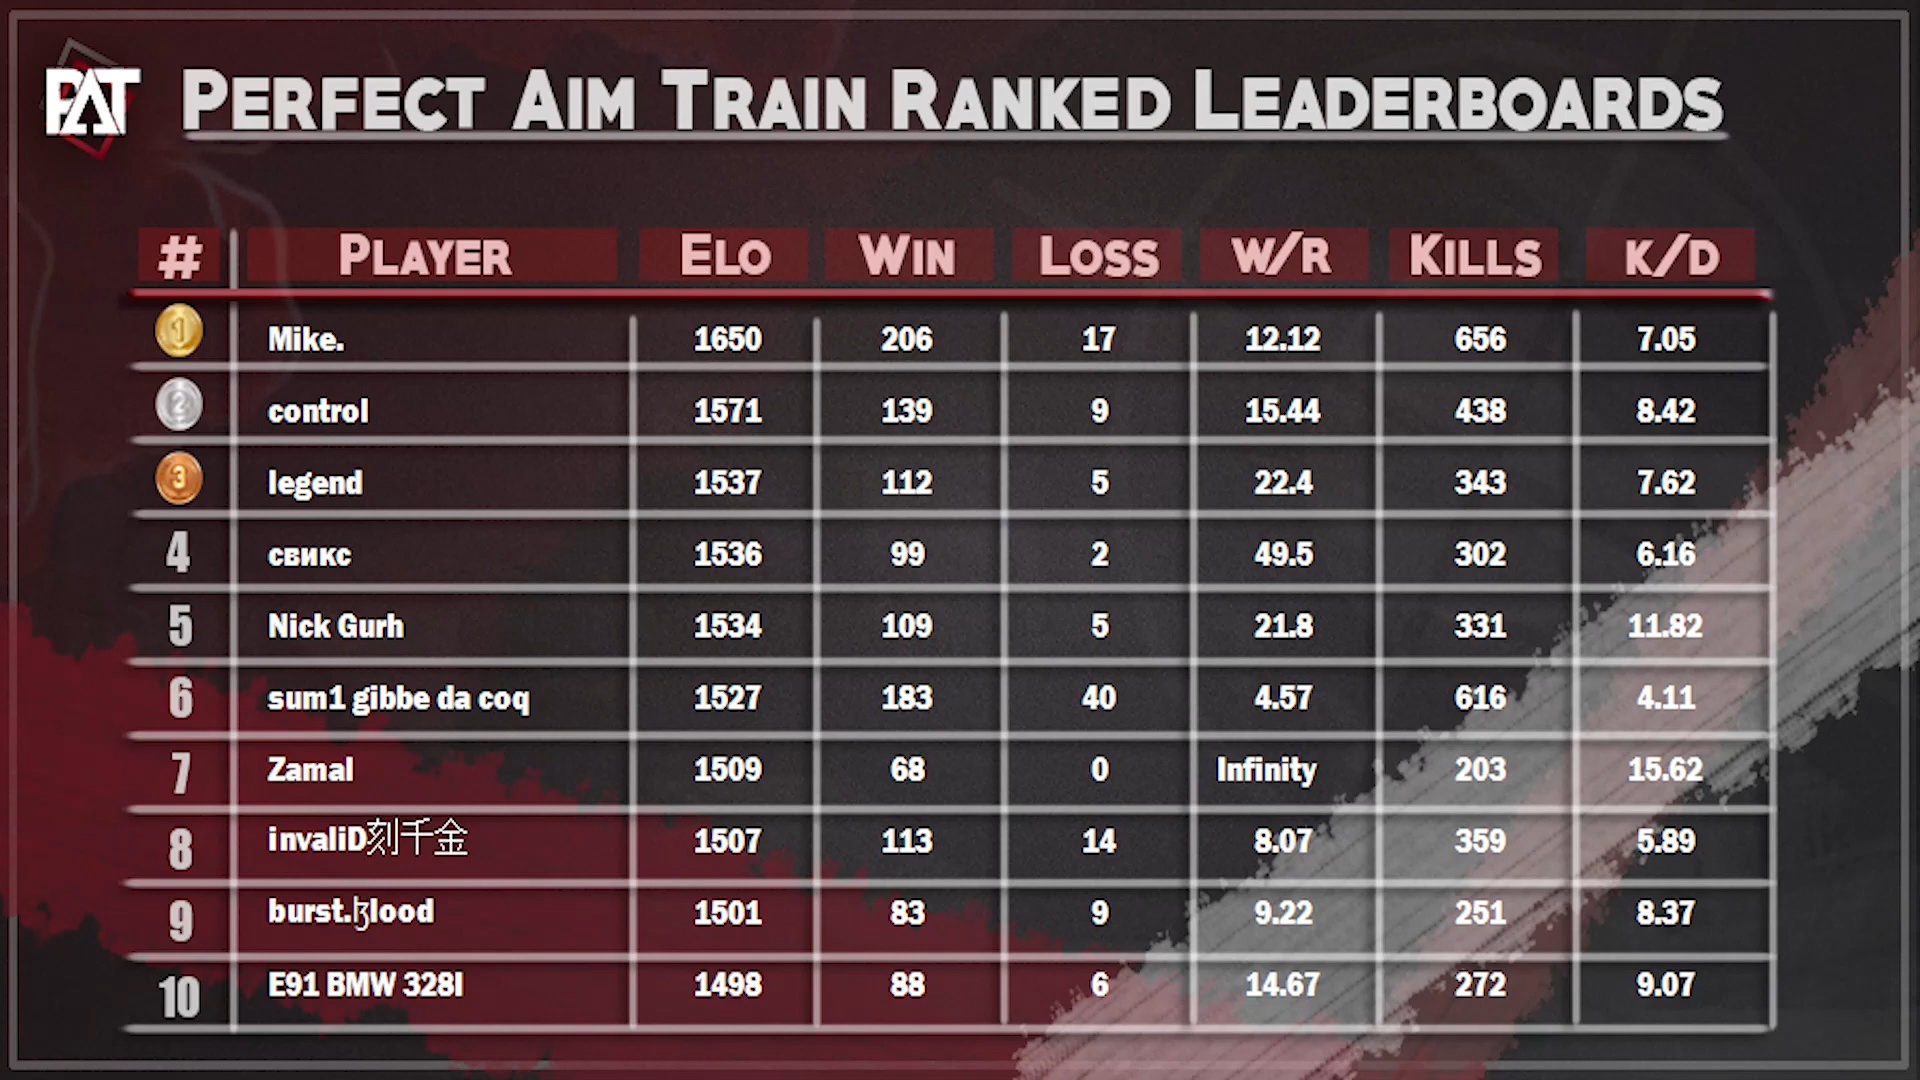 PAT PERFECT AIM TRAIN RANKED LEADERBOARDS
# PLAYER ELO WIN LOSS W/R KILLS K/D
1 Mike. 1650 206 17 12.12 656 7.05
2 control 1571 139 9 15.44 438 8.42
3 legend 1537 112 5 22.4 343 7.62
4 свикс 1536 99 2 49.5 302 6.16
5 Nick Gurh 1534 109 5 21.8 331 11.82
6 sum1 gibbe da coq 1527 183 40 4.57 616 4.11
7 Zamal 1509 68 0 Infinity 203 15.62
8 invaliD刻千金 1507 113 14 8.07 359 5.89
9 burst.ꜧlood 1501 83 9 9.22 251 8.37
10 E91 BMW 328I 1498 88 6 14.67 272 9.07